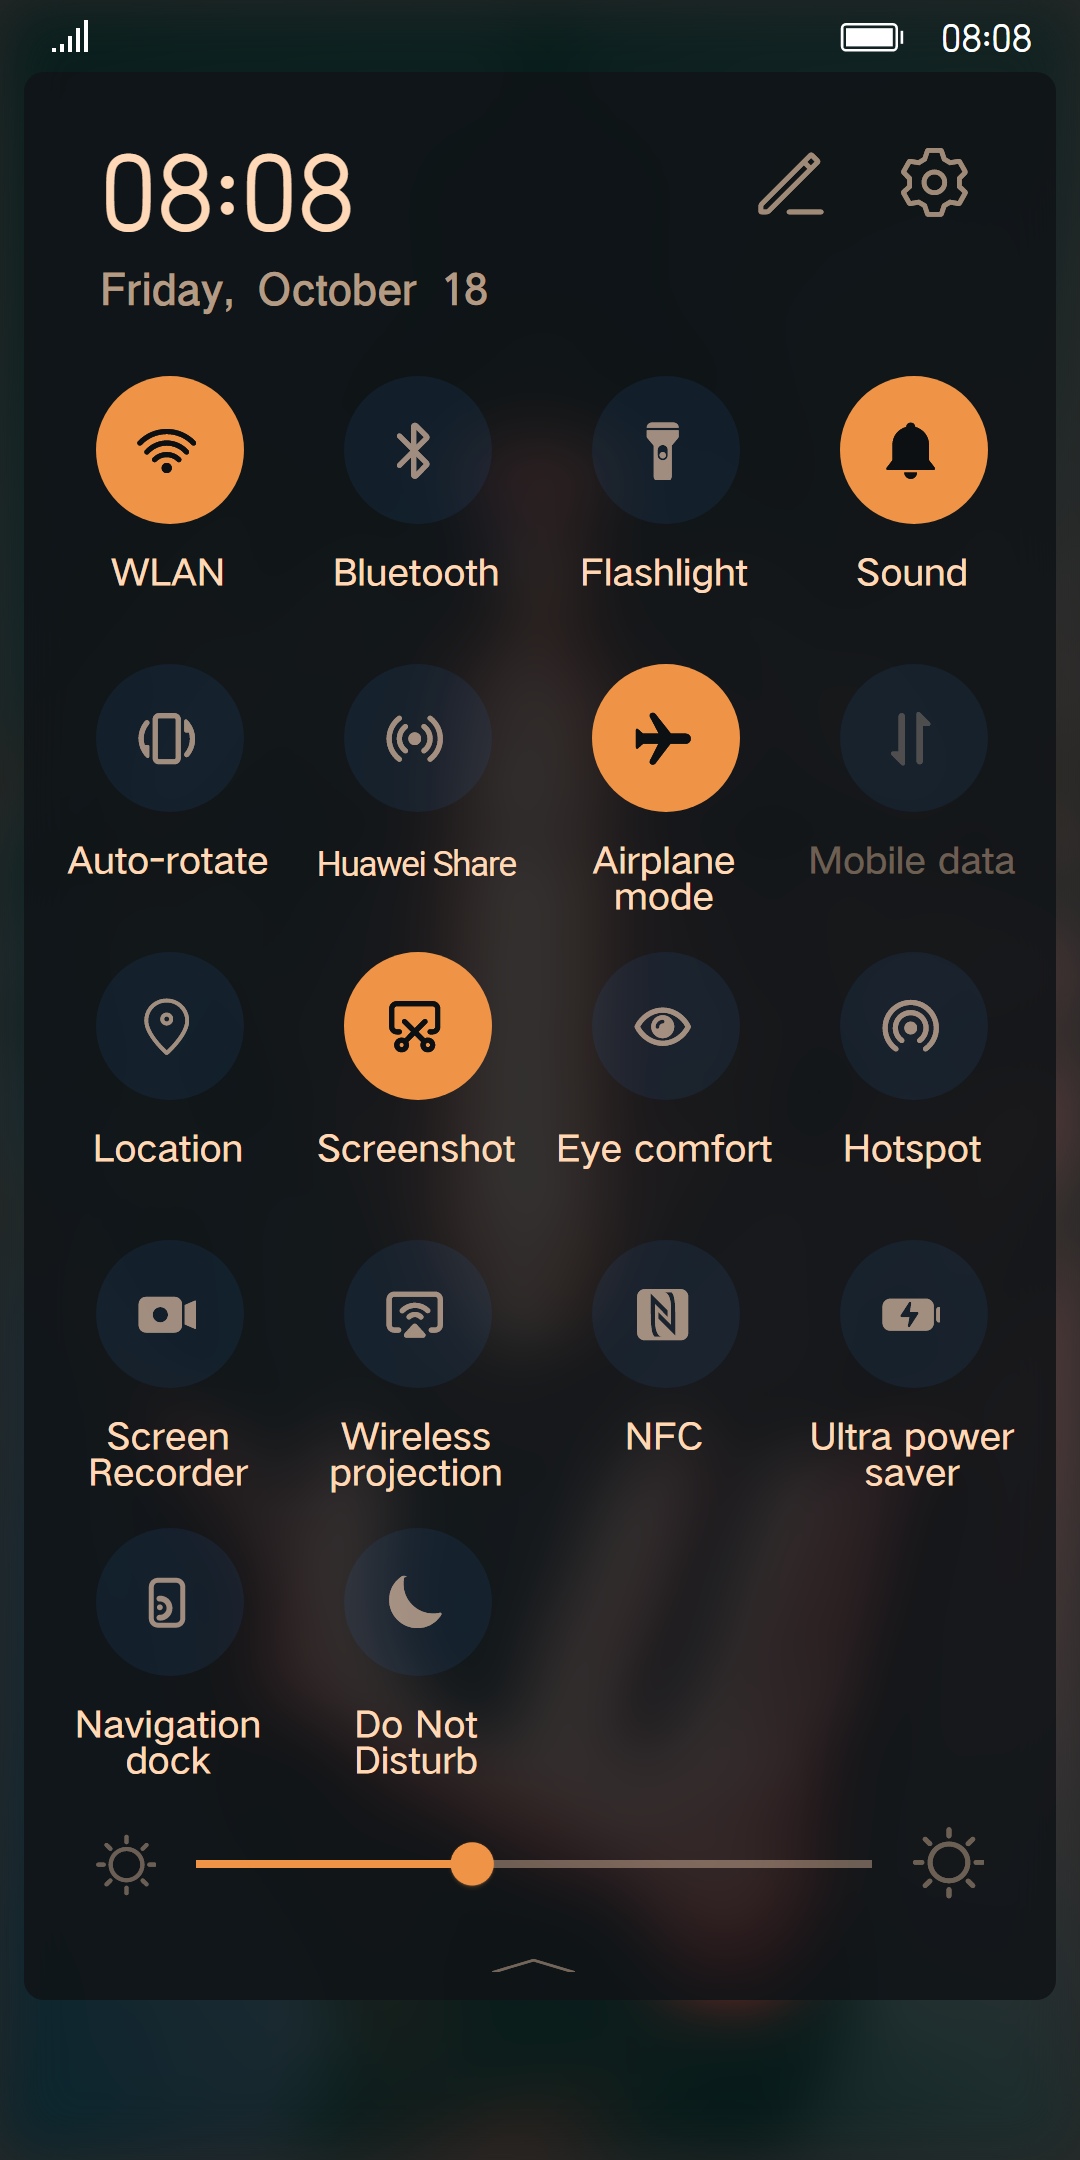 08:08
08:08
Friday, October 18
WLAN Bluetooth Flashlight Sound
Auto-rotate Huawei Share Airplane mode Mobile data
Location Screenshot Eye comfort Hotspot
Screen Recorder Wireless projection NFC Ultra power saver
Navigation dock Do Not Disturb